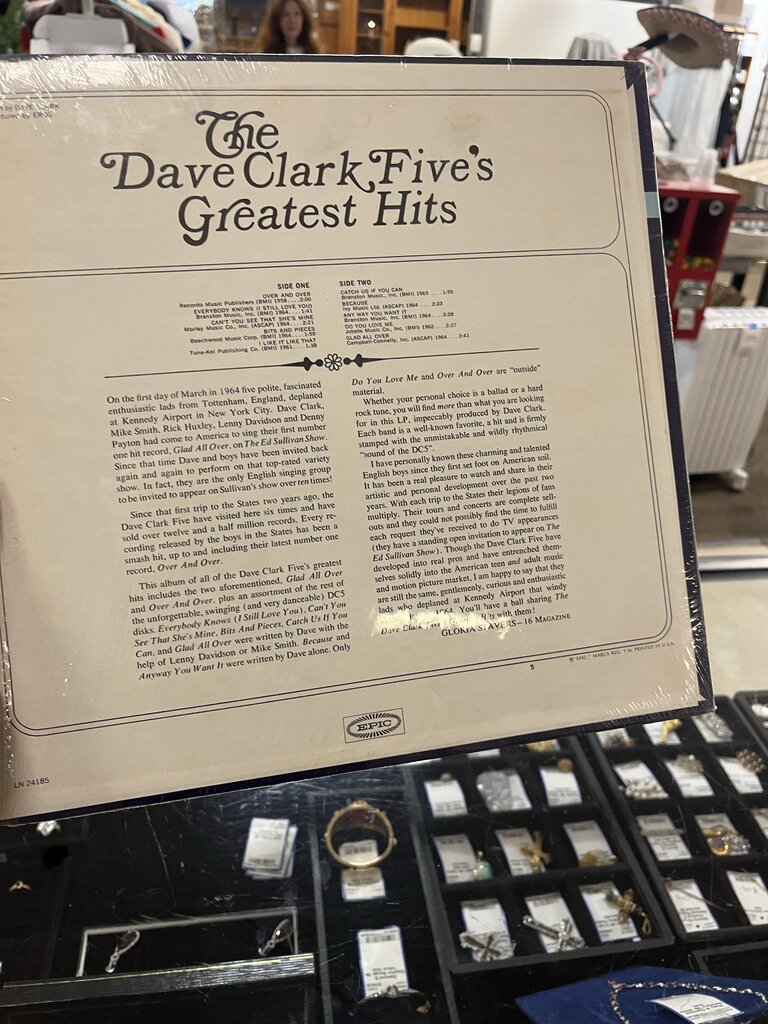 The
Dave Clark Five's
Greatest Hits
SIDE ONE
OVER AND OVER
Recordo Music Publishers (BMI) 1958 .... 2:00
EVERYBODY KNOWS (I STILL LOVE YOU)
Branston Music, Inc. (BMI) 1964 .... 1:41
CAN'T YOU SEE THAT SHE'S MINE
Morley Music Co., Inc. (ASCAP) 1964 .... 2:21
BITS AND PIECES
Beechwood Music Corp. (BMI) 1964 .... 1:59
I LIKE IT LIKE THAT
Tune-Kel Publishing Co. (BMI) 1961 .... 1:38
SIDE TWO
CATCH US IF YOU CAN
Branston Music, Inc. (BMI) 1965 .... 1:55
BECAUSE
Ivy Music Ltd. (ASCAP) 1964 .... 2:23
ANY WAY YOU WANT IT
Branston Music, Inc. (BMI) 1964 .... 2:28
DO YOU LOVE ME
Jobete Music Co., Inc. (BMI) 1962 .... 2:27
GLAD ALL OVER
Campbell-Connelly, Inc. (ASCAP) 1964 .... 2:41
On the first day of March in 1964 five polite, fascinated
enthusiastic lads from Tottenham, England, deplaned
at Kennedy Airport in New York City. Dave Clark,
Mike Smith, Rick Huxley, Lenny Davidson and Denny
Payton had come to America to sing their first number
one hit record, Glad All Over, on The Ed Sullivan Show.
Since that time Dave and boys have been invited back
again and again to perform on that top-rated variety
show. In fact, they are the only English singing group
to be invited to appear on Sullivan's show over ten times!
Since that first trip to the States two years ago, the
Dave Clark Five have visited here six times and have
sold over twelve and a half million records. Every re-
cording released by the boys in the States has been a
smash hit, up to and including their latest number one
record, Over And Over.
This album of all of the Dave Clark Five's greatest
hits includes the two aforementioned, Glad All Over
and Over And Over, plus an assortment of the rest of
the unforgettable, swinging (and very danceable) DC5
disks. Everybody Knows (I Still Love You), Can't You
See That She's Mine, Bits And Pieces, Catch Us If You
Can, and Glad All Over were written by Dave with the
help of Lenny Davidson or Mike Smith. Because and
Anyway You Want It were written by Dave alone. Only
Do You Love Me and Over And Over are "outside"
material.
Whether your personal choice is a ballad or a hard
rock tune, you will find more than what you are looking
for in this LP, impeccably produced by Dave Clark.
Each band is a well-known favorite, a hit and is firmly
stamped with the unmistakable and wildly rhythmical
"sound of the DC5".
I have personally known these charming and talented
English boys since they first set foot on American soil.
It has been a real pleasure to watch and share in their
artistic and personal development over the past two
years. With each trip to the States their legions of fans
multiply. Their tours and concerts are complete sell-
outs and they could not possibly find the time to fulfill
each request they've received to do TV appearances
(they have a standing open invitation to appear on The
Ed Sullivan Show). Though the Dave Clark Five have
developed into real pros and have entrenched them-
selves solidly into the American teen and adult music
and motion picture market, I am happy to say that they
are still the same, gentlemenly, curious and enthusiastic
lads who deplaned at Kennedy Airport that windy
1964. You'll have a ball sharing The
Dave Clark Hits with them!
GLORIA STAVERS—16 MAGAZINE
5
® "EPIC," MARCA REG. T.M. PRINTED IN U.S.A.
EPIC
LN 24185